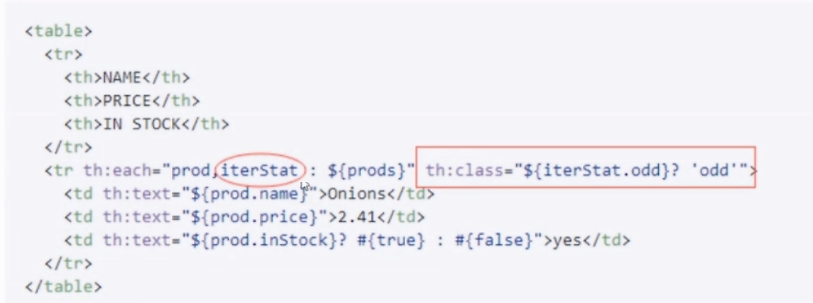 <table>
<tr>
<th>NAME</th>
<th>PRICE</th>
<th>IN STOCK</th>
</tr>
<tr th:each="prod,iterStat : ${prods}" th:class="${iterStat.odd}? 'odd'">
<td th:text="${prod.name}">Onions</td>
<td th:text="${prod.price}">2.41</td>
<td th:text="${prod.inStock}? #{true} : #{false}">yes</td>
</tr>
</table>